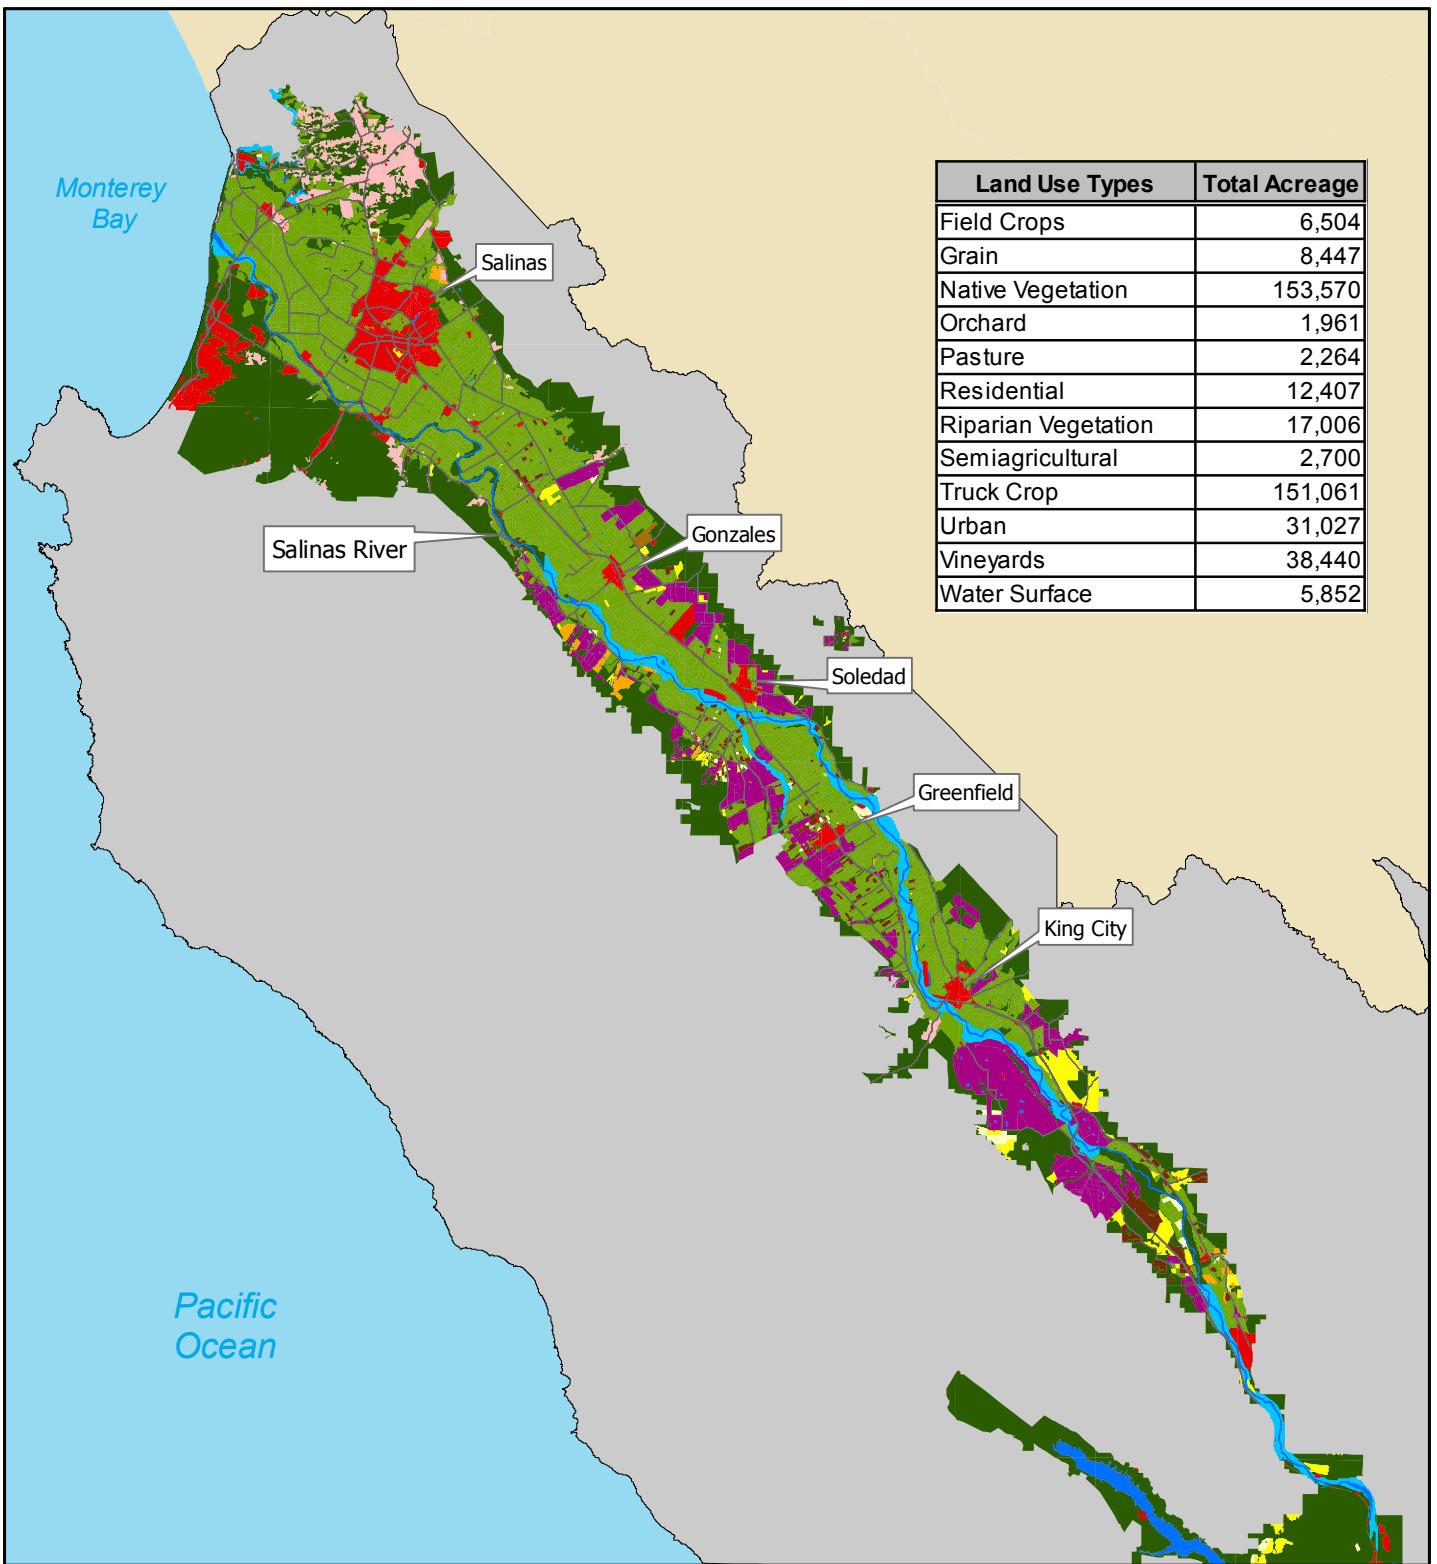 Monterey
Bay
Land Use Types Total Acreage
Field Crops 6,504
Grain 8,447
Native Vegetation 153,570
Orchard 1,961
Pasture 2,264
Residential 12,407
Riparian Vegetation 17,006
Semiagricultural 2,700
Truck Crop 151,061
Urban 31,027
Vineyards 38,440
Water Surface 5,852
Salinas
Salinas River
Gonzales
Soledad
Greenfield
King City
Pacific
Ocean